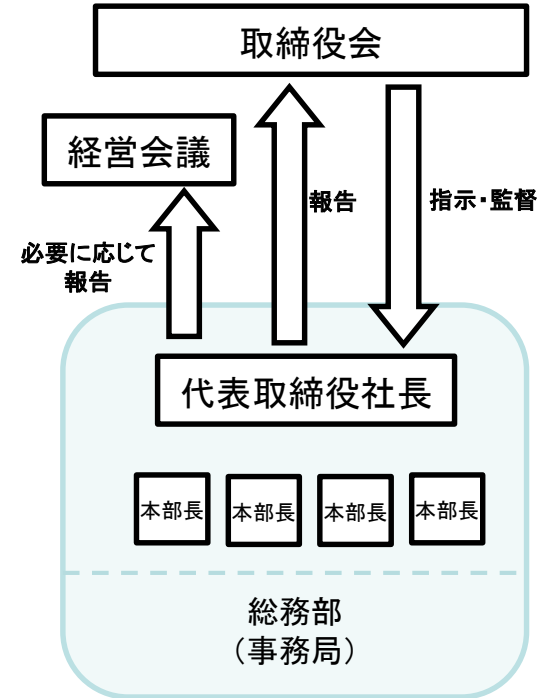 取締役会
経営会議
報告
指示・監督
必要に応じて
報告
代表取締役社長
本部長
本部長
本部長
本部長
総務部
（事務局）